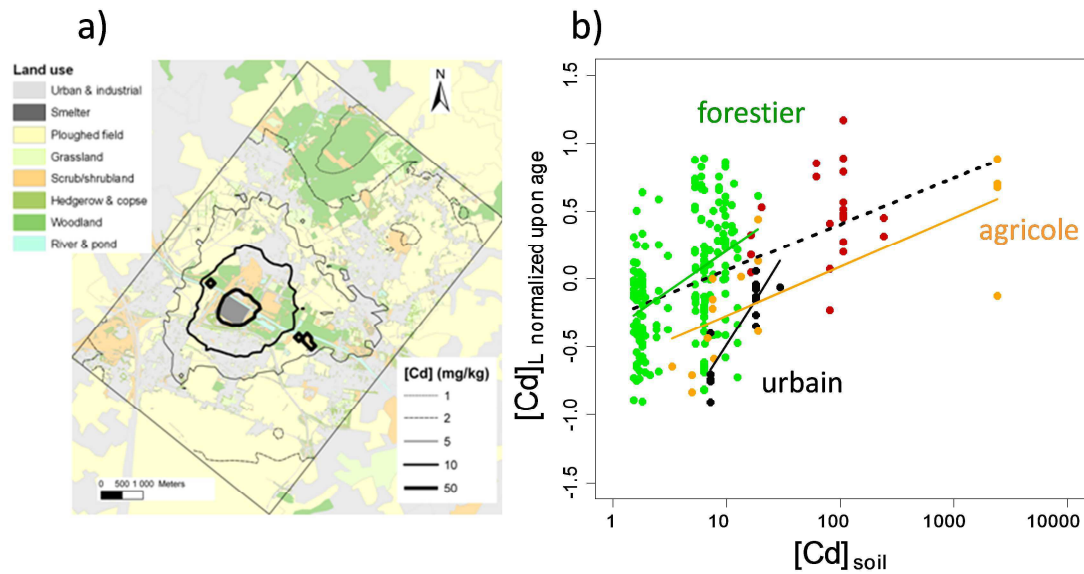 a)
Land use
Urban & industrial
Smelter
Ploughed field
Grassland
Scrub/shrubland
Hedgerow & copse
Woodland
River & pond
N
[Cd] (mg/kg)
1
2
5
10
50
0 500 1 000 Meters
b)
[Cd]L normalized upon age
1.5
1.0
0.5
0.0
-0.5
-1.0
-1.5
forestier
agricole
urbain
1 10 100 1000 10000
[Cd]soil